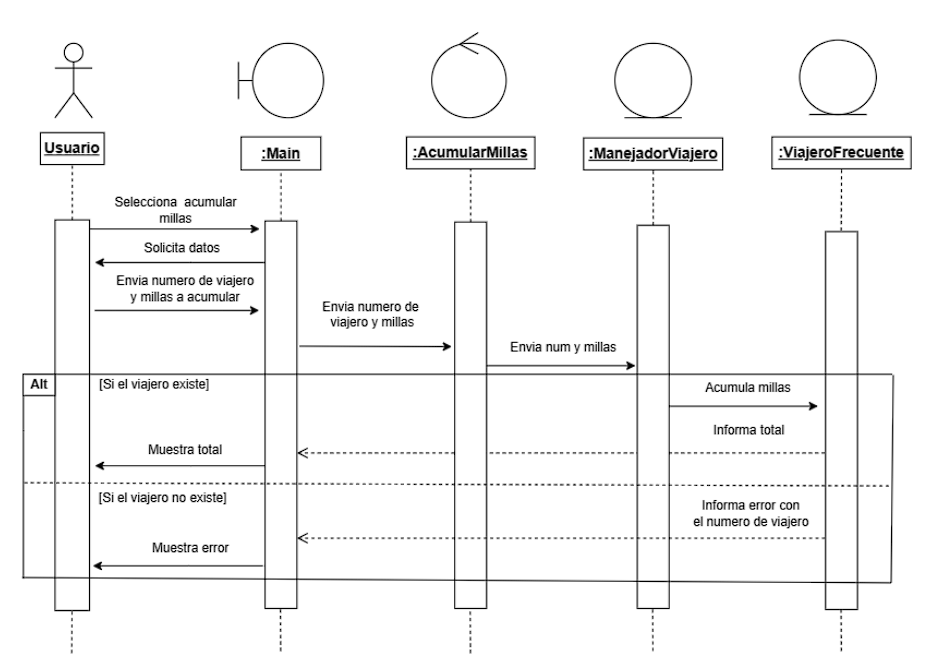 Usuario
:Main
:AcumularMillas
:ManejadorViajero
:ViajeroFrecuente
Selecciona acumular
millas
Solicita datos
Envia numero de viajero
y millas a acumular
Envia numero de
viajero y millas
Envia num y millas
Alt
[Si el viajero existe]
Acumula millas
Informa total
Muestra total
[Si el viajero no existe]
Informa error con
el numero de viajero
Muestra error